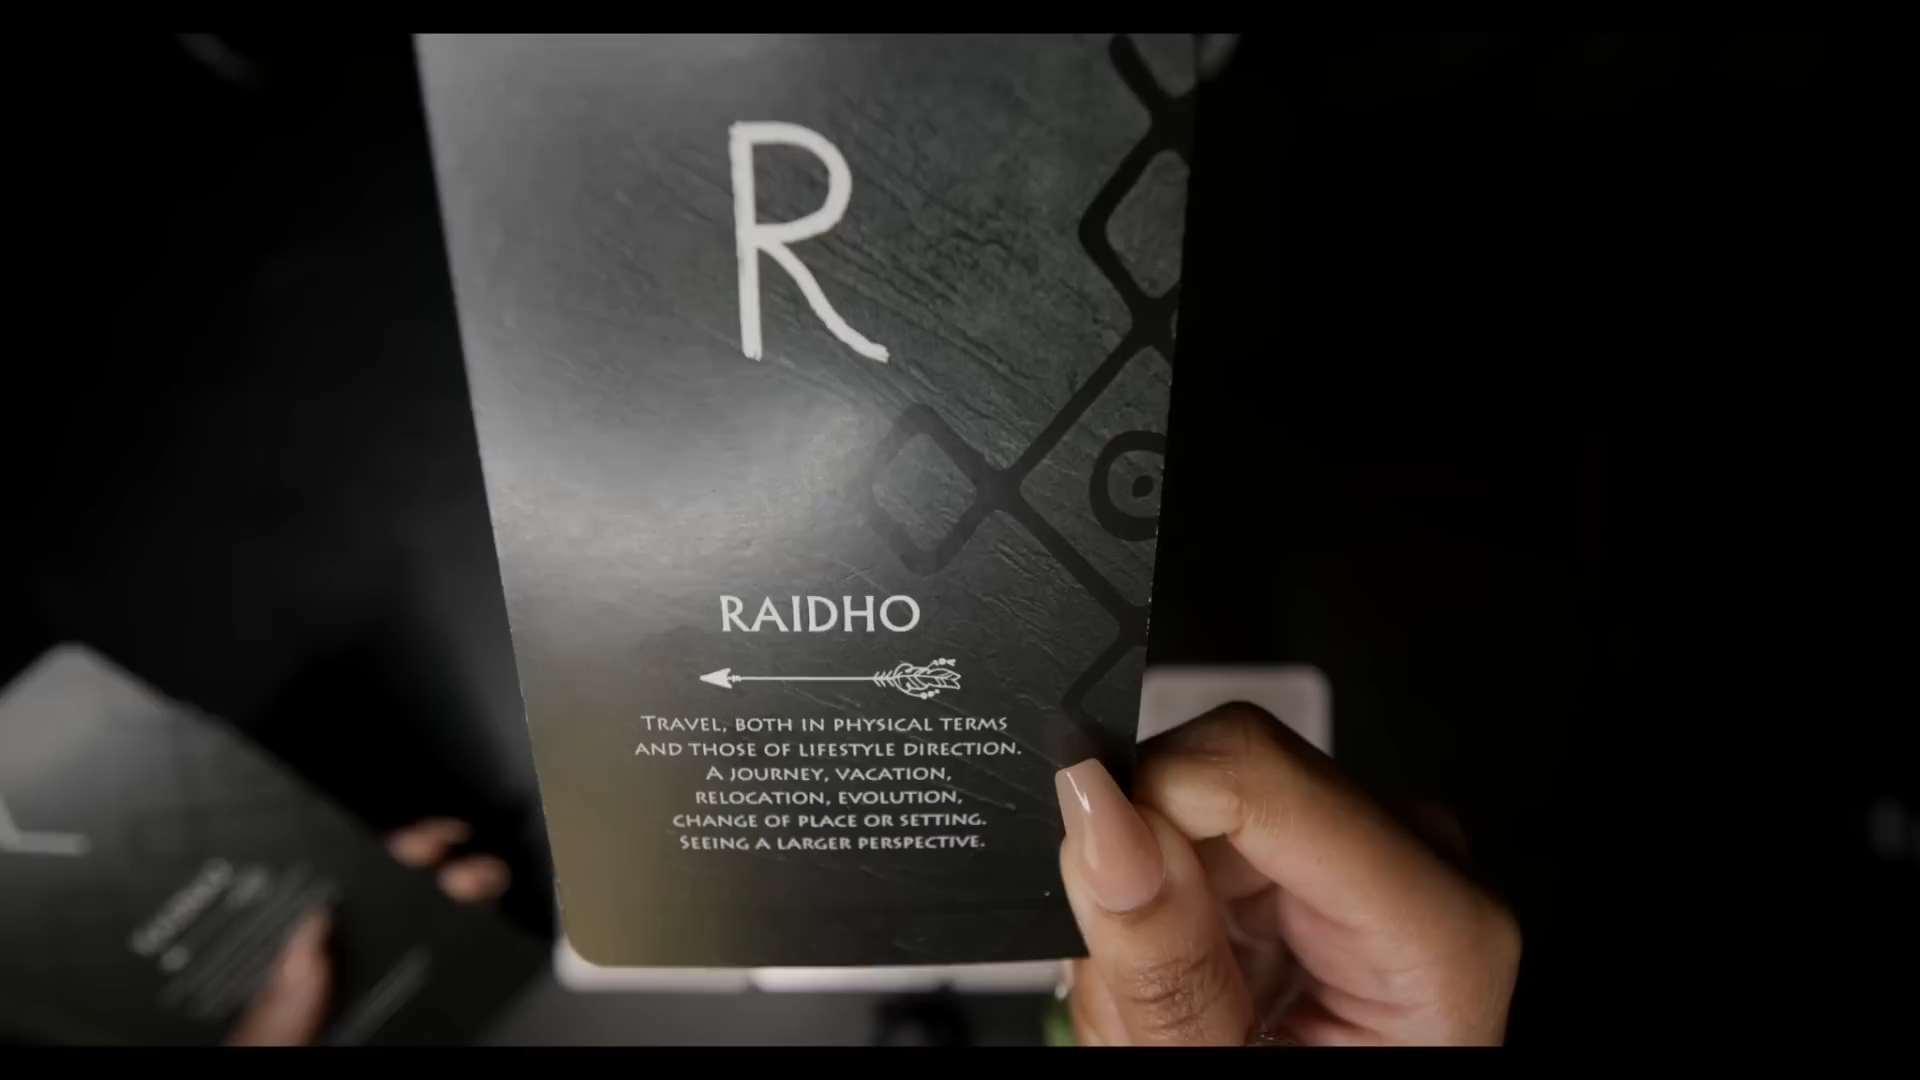 R
RAIDHO
TRAVEL, BOTH IN PHYSICAL TERMS
AND THOSE OF LIFESTYLE DIRECTION.
A JOURNEY, VACATION,
RELOCATION, EVOLUTION,
CHANGE OF PLACE OR SETTING.
SEEING A LARGER PERSPECTIVE.